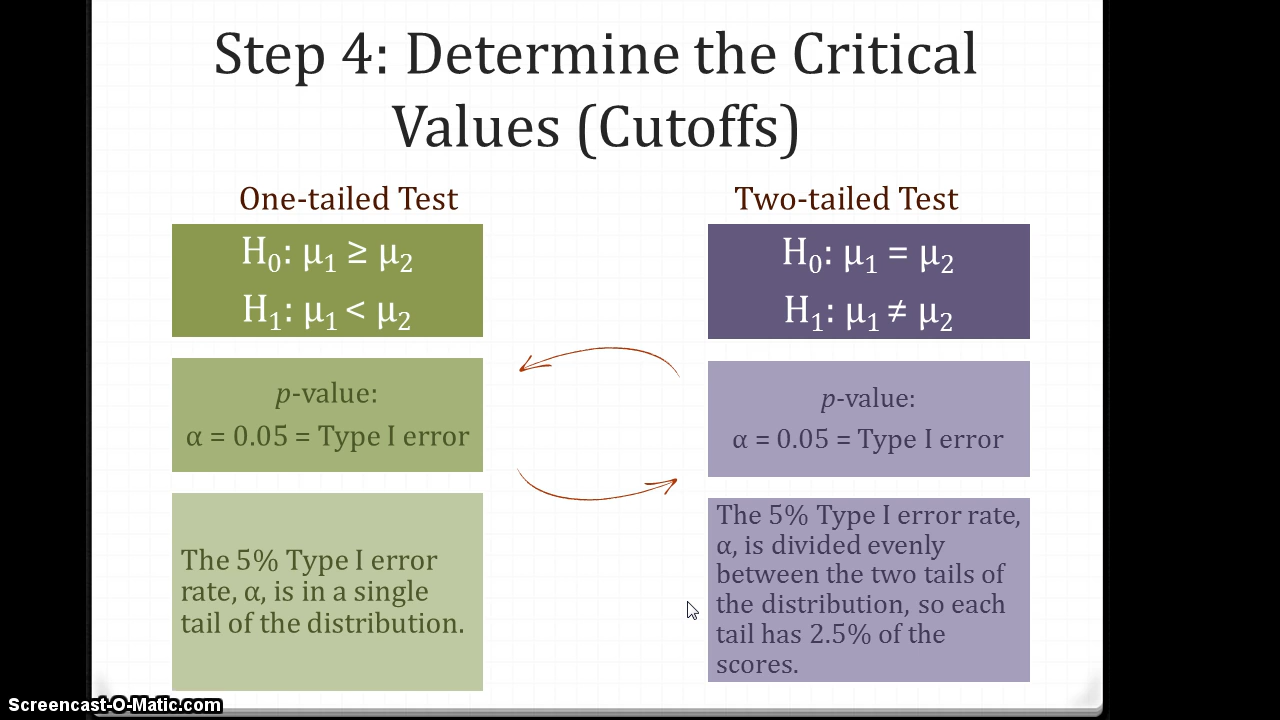 Step 4: Determine the Critical
Values (Cutoffs)
One-tailed Test
H₀: μ₁ ≥ μ₂
H₁: μ₁ < μ₂
p-value:
α = 0.05 = Type I error
The 5% Type I error
rate, α, is in a single
tail of the distribution.
Two-tailed Test
H₀: μ₁ = μ₂
H₁: μ₁ ≠ μ₂
p-value:
α = 0.05 = Type I error
The 5% Type I error rate,
α, is divided evenly
between the two tails of
the distribution, so each
tail has 2.5% of the
scores.
Screencast-O-Matic.com